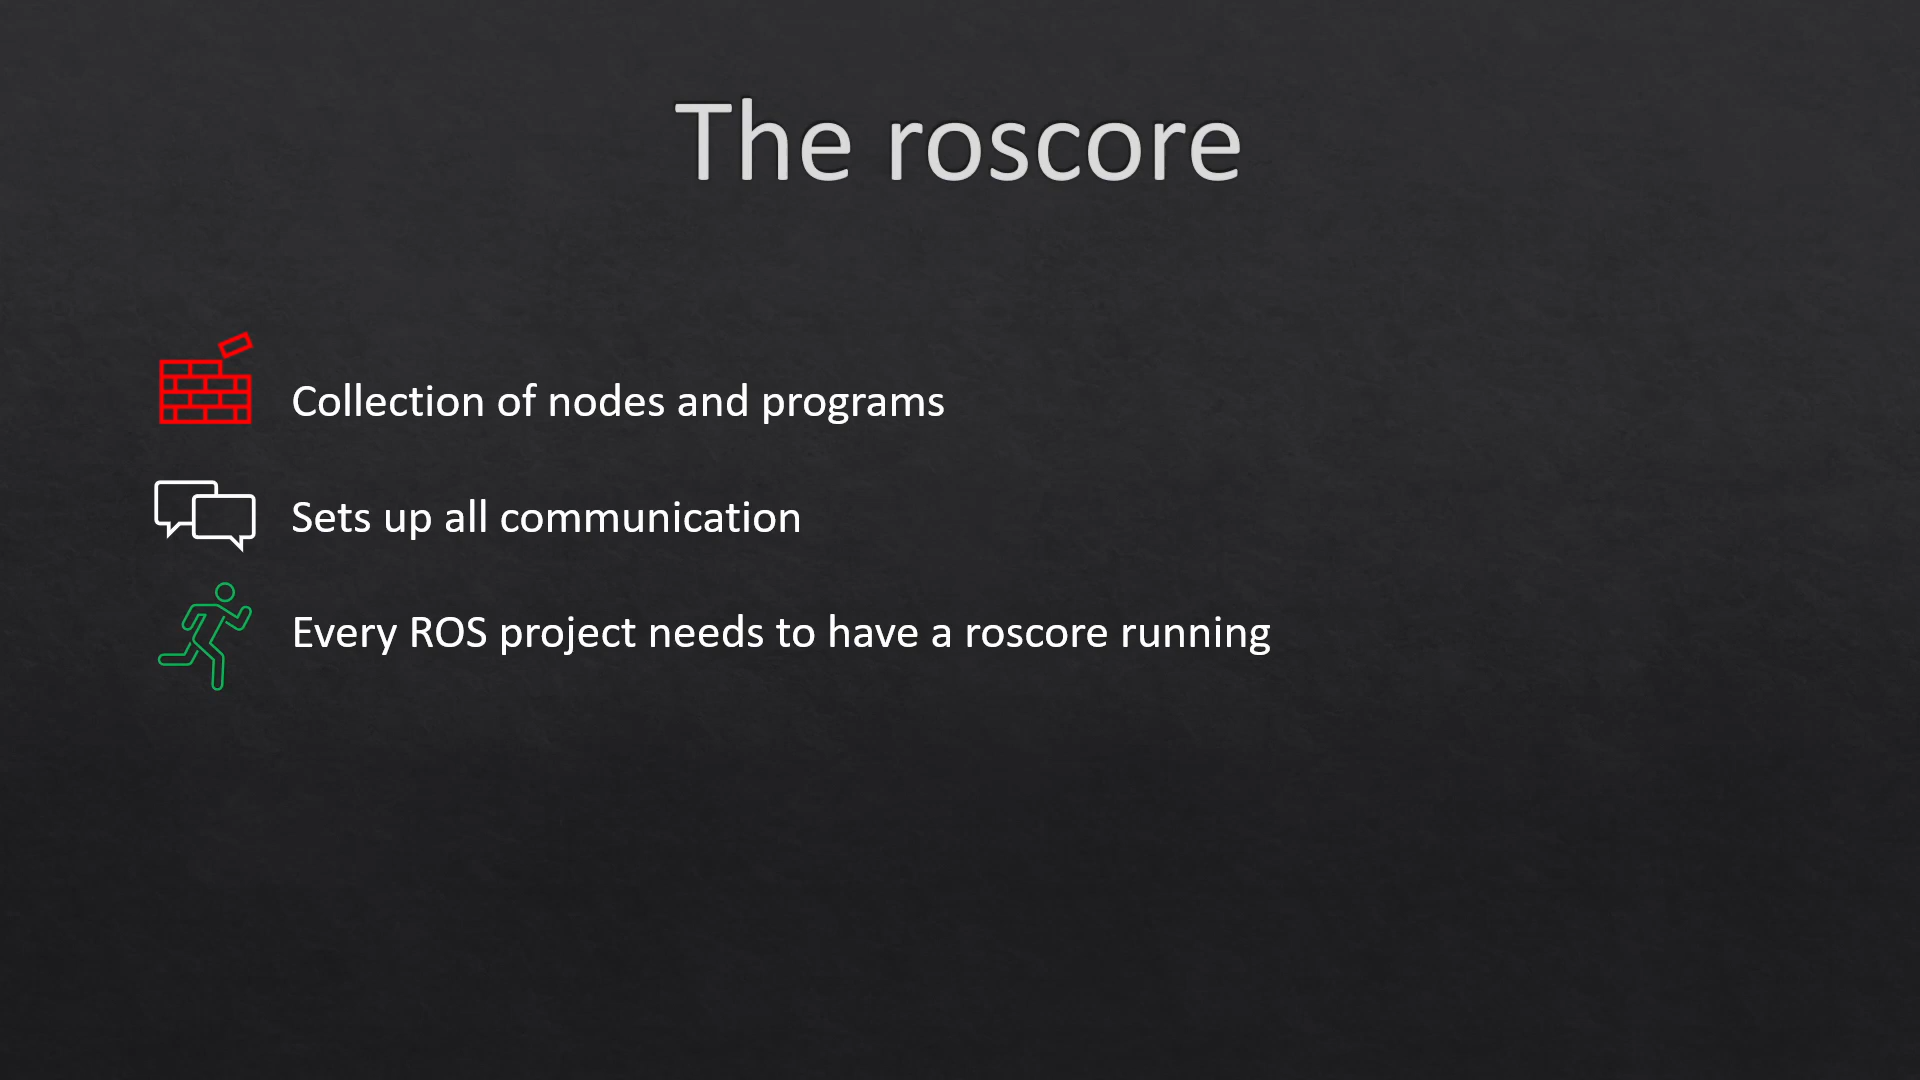 The roscore
Collection of nodes and programs
Sets up all communication
Every ROS project needs to have a roscore running